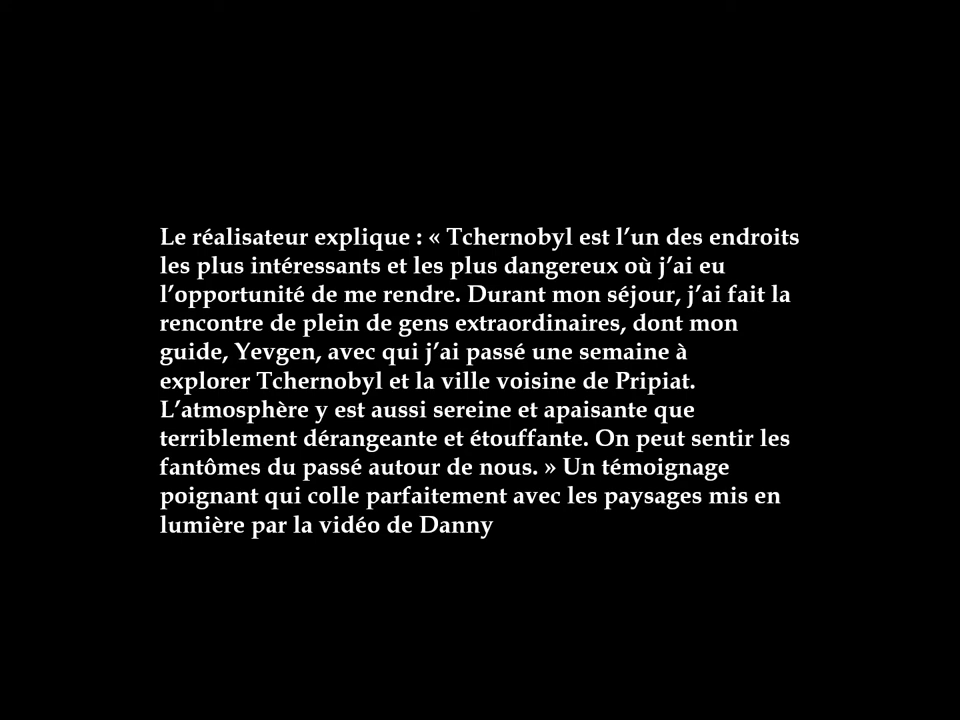 Le réalisateur explique : « Tchernobyl est l’un des endroits
les plus intéressants et les plus dangereux où j’ai eu
l’opportunité de me rendre. Durant mon séjour, j’ai fait la
rencontre de plein de gens extraordinaires, dont mon
guide, Yevgen, avec qui j’ai passé une semaine à
explorer Tchernobyl et la ville voisine de Pripiat.
L’atmosphère y est aussi sereine et apaisante que
terriblement dérangeante et étouffante. On peut sentir les
fantômes du passé autour de nous. » Un témoignage
poignant qui colle parfaitement avec les paysages mis en
lumière par la vidéo de Danny